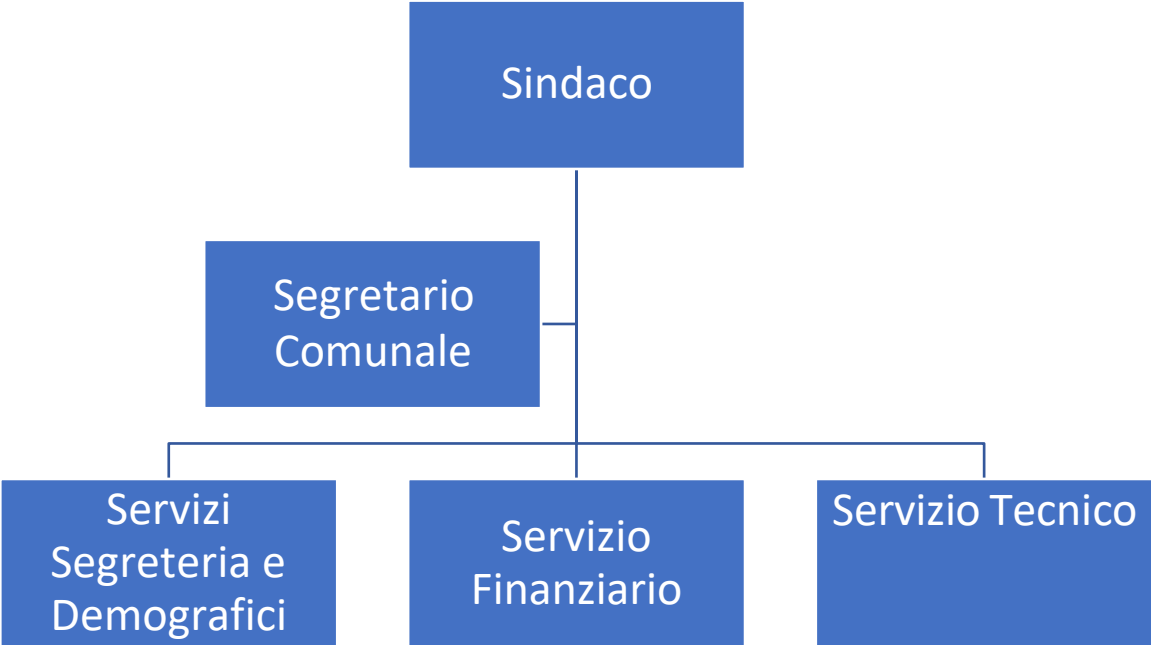 Sindaco
Segretario
Comunale
Servizi
Segreteria e
Demografici
Servizio
Finanziario
Servizio Tecnico